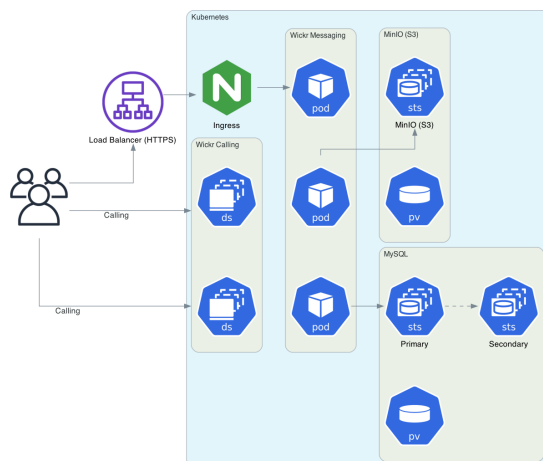 Kubernetes
Wickr Messaging
MinIO (S3)
N
pod
sts
Load Balancer (HTTPS)
Ingress
MinIO (S3)
Wickr Calling
ds
pod
pv
Calling
MySQL
ds
pod
sts
sts
Calling
Primary
Secondary
pv